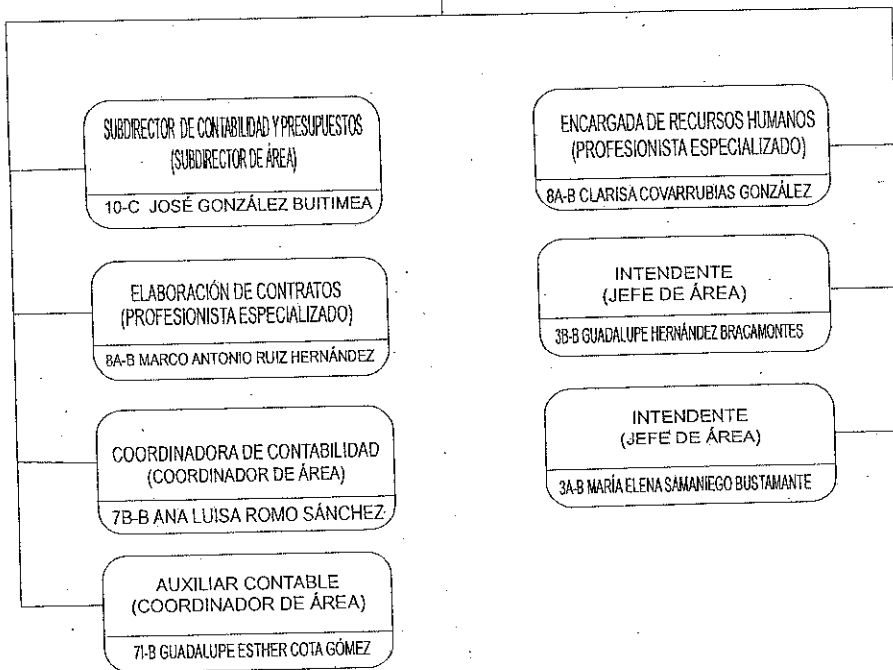 SUBDIRECTOR DE CONTABILIDAD Y PRESUPUESTOS
(SUBDIRECTOR DE ÁREA)
10-C JOSÉ GONZÁLEZ BUITIMEA
ELABORACIÓN DE CONTRATOS
(PROFESIONISTA ESPECIALIZADO)
8A-B MARCO ANTONIO RUIZ HERNÁNDEZ
COORDINADORA DE CONTABILIDAD
(COORDINADOR DE ÁREA)
7B-B ANA LUISA ROMO SÁNCHEZ
AUXILIAR CONTABLE
(COORDINADOR DE ÁREA)
7I-B GUADALUPE ESTHER COTA GÓMEZ
ENCARGADA DE RECURSOS HUMANOS
(PROFESIONISTA ESPECIALIZADO)
8A-B CLARISA COVARRUBIAS GONZÁLEZ
INTENDENTE
(JEFE DE ÁREA)
3B-B GUADALUPE HERNÁNDEZ BRACAMONTES
INTENDENTE
(JEFE DE ÁREA)
3A-B MARÍA ELENA SAMANIEGO BUSTAMANTE